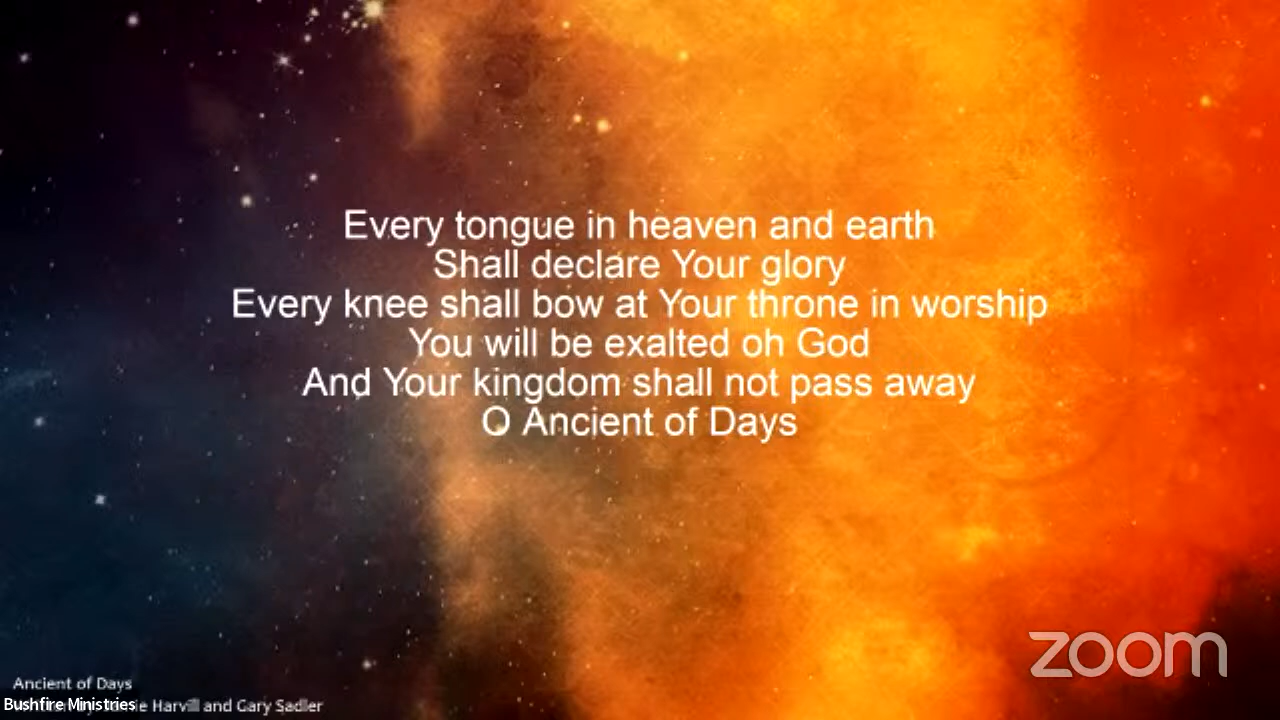 Every tongue in heaven and earth
Shall declare Your glory
Every knee shall bow at Your throne in worship
You will be exalted oh God
And Your kingdom shall not pass away
O Ancient of Days
zoom
Ancient of Days
Bushfire Ministries
Harvill and Gary Sadler